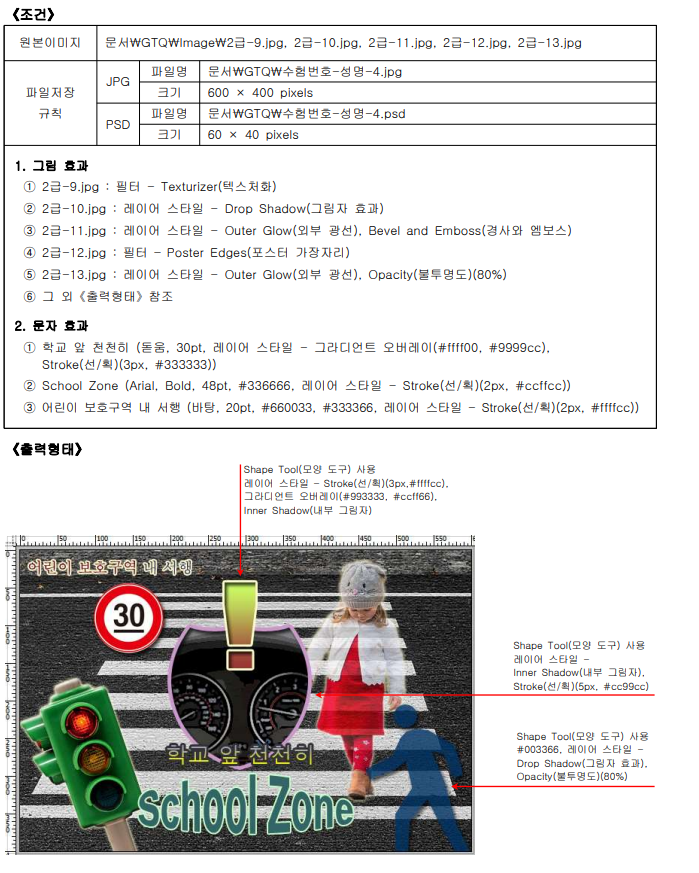 《조건》
원본이미지 문서₩GTQ₩Image₩2급-9.jpg, 2급-10.jpg, 2급-11.jpg, 2급-12.jpg, 2급-13.jpg
파일저장 규칙 JPG 파일명 문서₩GTQ₩수험번호-성명-4.jpg
크기 600 × 400 pixels
PSD 파일명 문서₩GTQ₩수험번호-성명-4.psd
크기 60 × 40 pixels
1. 그림 효과
① 2급-9.jpg : 필터 - Texturizer(텍스처화)
② 2급-10.jpg : 레이어 스타일 - Drop Shadow(그림자 효과)
③ 2급-11.jpg : 레이어 스타일 - Outer Glow(외부 광선), Bevel and Emboss(경사와 엠보스)
④ 2급-12.jpg : 필터 - Poster Edges(포스터 가장자리)
⑤ 2급-13.jpg : 레이어 스타일 - Outer Glow(외부 광선), Opacity(불투명도)(80%)
⑥ 그 외《출력형태》참조
2. 문자 효과
① 학교 앞 천천히 (돋움, 30pt, 레이어 스타일 - 그라디언트 오버레이(#ffff00, #9999cc),
Stroke(선/획)(3px, #333333))
② School Zone (Arial, Bold, 48pt, #336666, 레이어 스타일 - Stroke(선/획)(2px, #ccffcc))
③ 어린이 보호구역 내 서행 (바탕, 20pt, #660033, #333366, 레이어 스타일 - Stroke(선/획)(2px, #ffffcc))
《출력형태》
Shape Tool(모양 도구) 사용
레이어 스타일 - Stroke(선/획)(3px,#ffffcc),
그라디언트 오버레이(#993333, #ccff66),
Inner Shadow(내부 그림자)
0 50 100 150 200 250 300 350 400 450 500 550
어린이 보호구역 내 서행
30
Shape Tool(모양 도구) 사용
레이어 스타일 -
Inner Shadow(내부 그림자),
Stroke(선/획)(5px, #cc99cc)
Shape Tool(모양 도구) 사용
#003366, 레이어 스타일 -
Drop Shadow(그림자 효과),
Opacity(불투명도)(80%)
학교 앞 천천히
School Zone